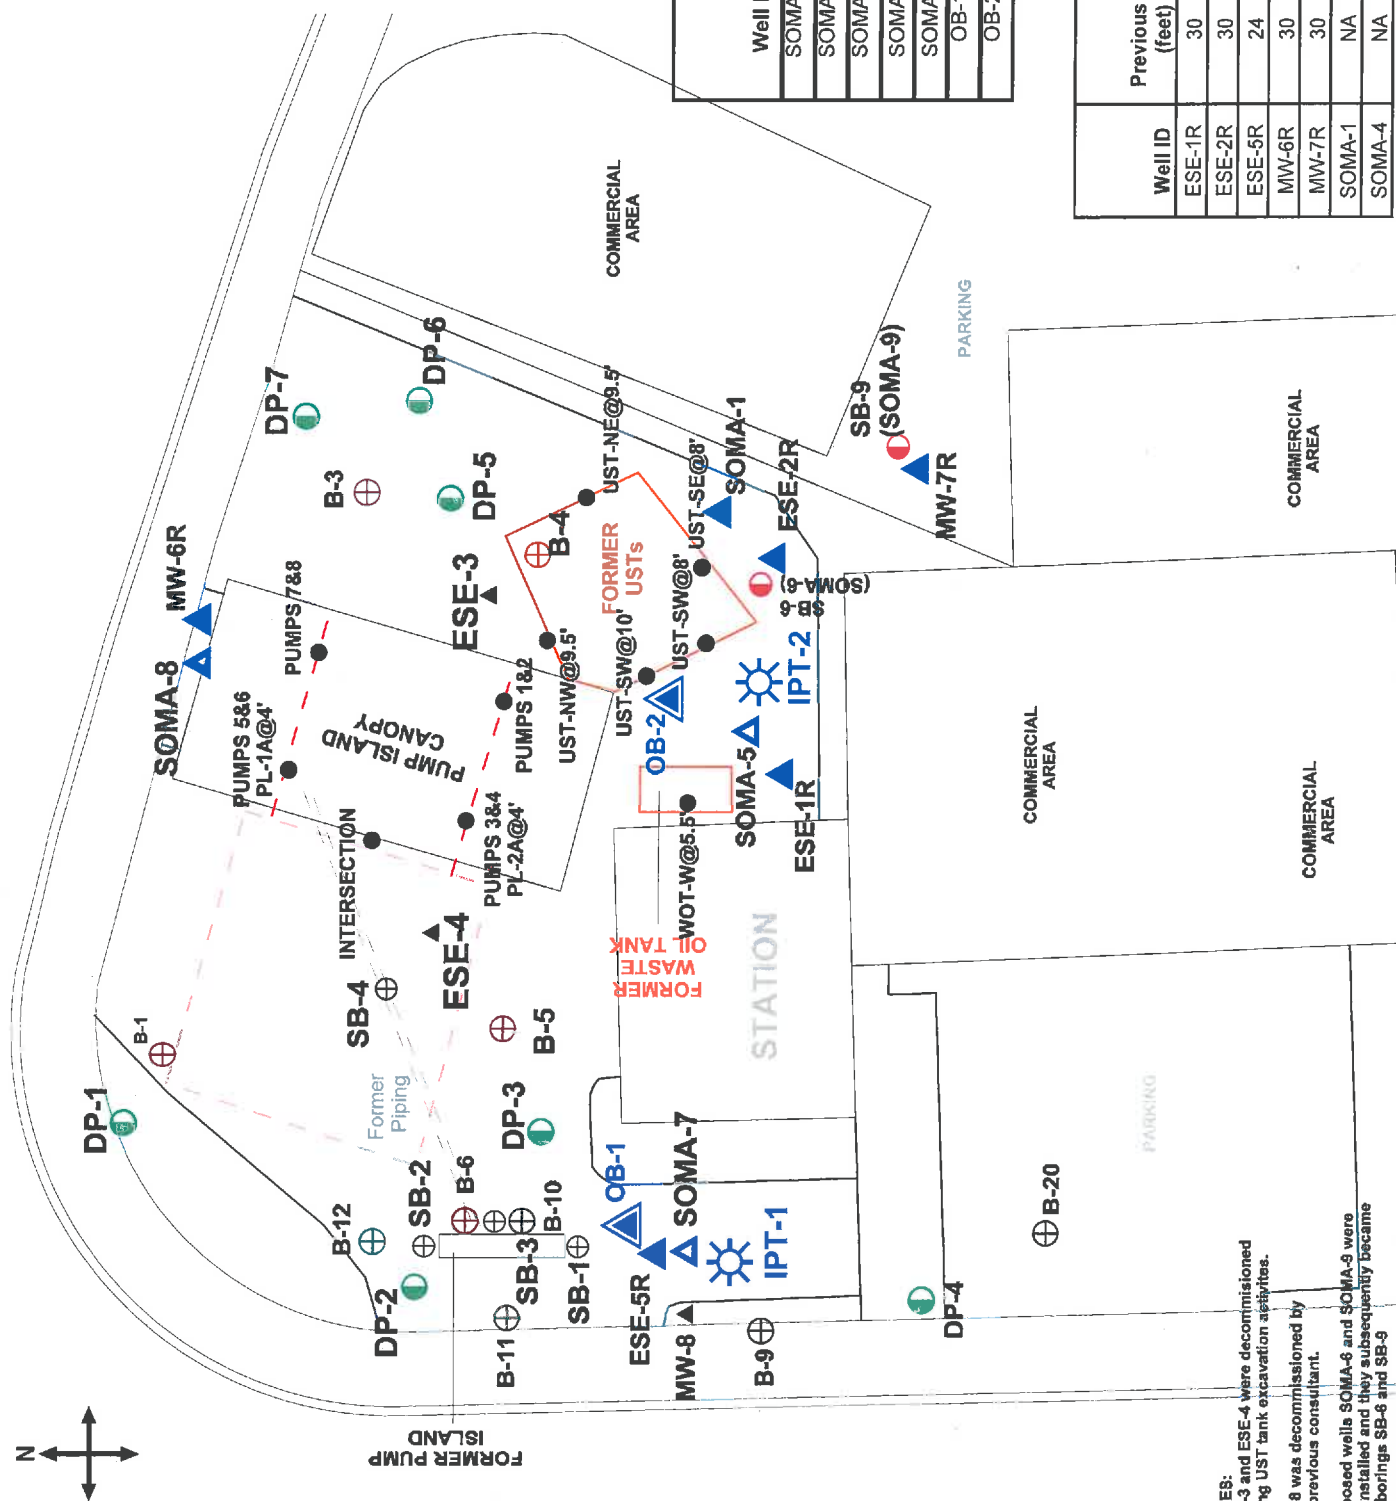 N
FORMER PUMP
ISLAND
DP-1
B-1
DP-2
B-12
SB-2
B-6
B-11
SB-3
B-10
SB-1
DP-3
Former
Piping
SB-4
B-5
ESE-4
INTERSECTION
PUMPS 5&6
PL-1A@4'
PUMPS 3&4
PL-2A@4'
PUMP ISLAND
CANOPY
PUMPS 7&8
PUMPS 1&2
SOMA-8
MW-6R
ESE-3
B-3
DP-7
DP-6
DP-5
B-4
FORMER
USTs
UST-NE@9.5'
UST-NW@9.5'
UST-SW@10'
UST-SW@8'
UST-SE@8'
SOMA-1
ESE-2R
SB-6
(SOMA-6)
SB-9
(SOMA-9)
MW-7R
OB-2
IPT-2
SOMA-5
ESE-1R
WOT-W@5.5'
FORMER
WASTE
OIL TANK
STATION
OB-1
SOMA-7
ESE-5R
IPT-1
MW-8
B-9
DP-4
B-20
PARKING
PARKING
COMMERCIAL
AREA
COMMERCIAL
AREA
COMMERCIAL
AREA
COMMERCIAL
AREA
Well
SOMA
SOMA
SOMA
SOMA
SOMA
OB-
OB-2
Well ID Previous
(feet)
ESE-1R 30
ESE-2R 30
ESE-5R 24
MW-6R 30
MW-7R 30
SOMA-1 NA
SOMA-4 NA
ES:
-3 and ESE-4 were decommisioned
ng UST tank excavation activites.
8 was decommissioned by
previous consultant.
posed wells SOMA-6 and SOMA-9 were
nstalled and they subsequently became
borings SB-6 and SB-9